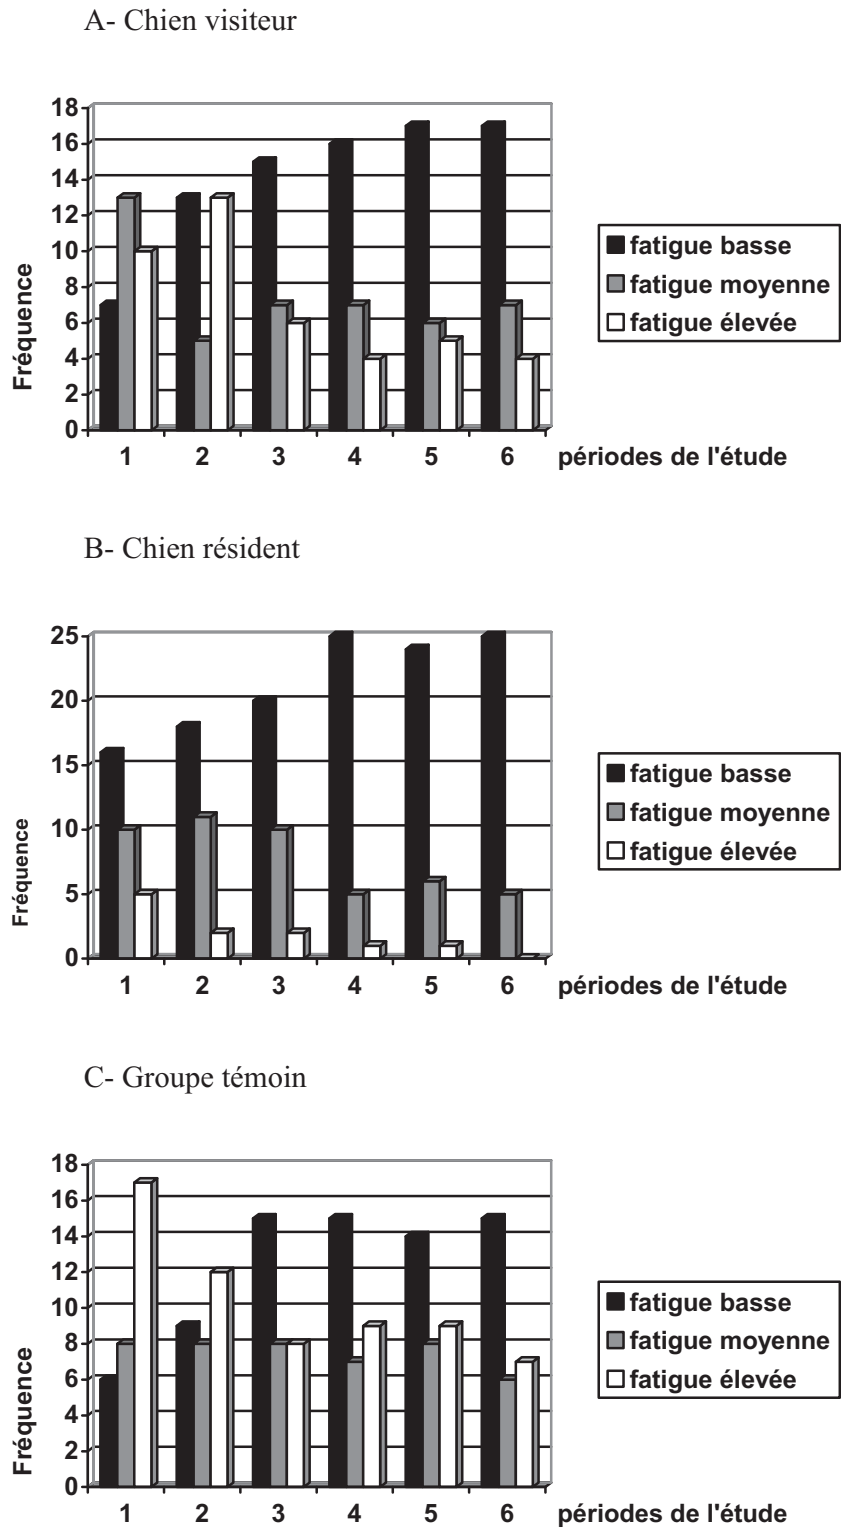 A- Chien visiteur
18
16
14
12
10
8
6
4
2
0
Fréquence
1 2 3 4 5 6 périodes de l'étude
fatigue basse
fatigue moyenne
fatigue élevée
B- Chien résident
25
20
15
10
5
0
Fréquence
1 2 3 4 5 6 périodes de l'étude
fatigue basse
fatigue moyenne
fatigue élevée
C- Groupe témoin
18
16
14
12
10
8
6
4
2
0
Fréquence
1 2 3 4 5 6 périodes de l'étude
fatigue basse
fatigue moyenne
fatigue élevée